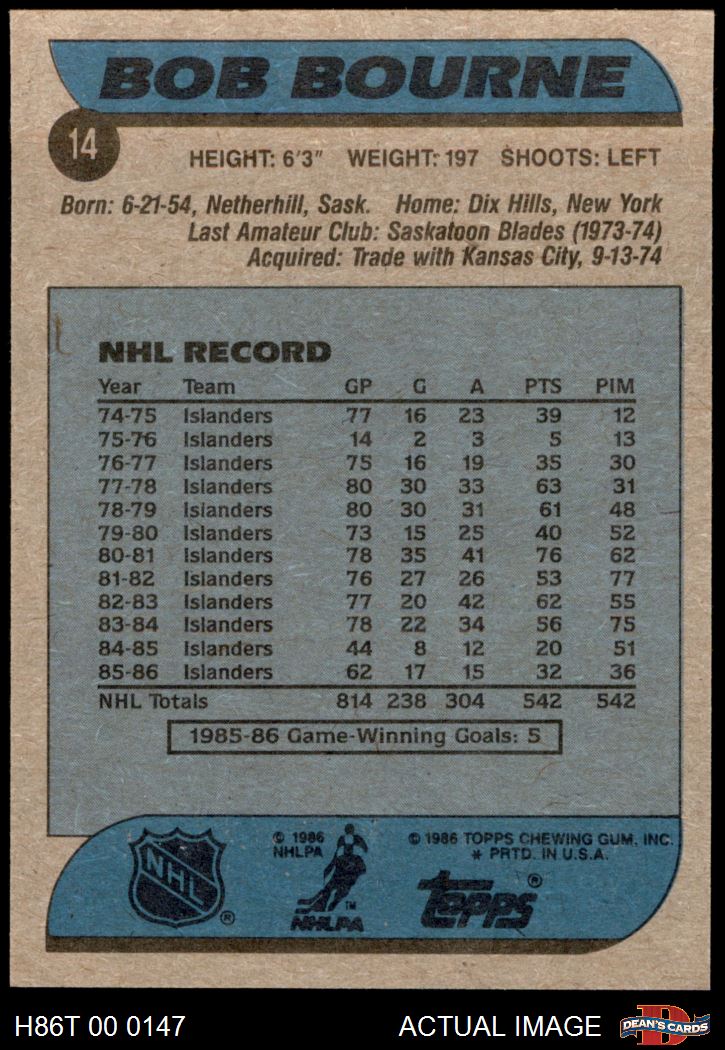 BOB BOURNE
14
HEIGHT: 6'3" WEIGHT: 197 SHOOTS: LEFT
Born: 6-21-54, Netherhill, Sask. Home: Dix Hills, New York
Last Amateur Club: Saskatoon Blades (1973-74)
Acquired: Trade with Kansas City, 9-13-74
NHL RECORD
Year Team GP G A PTS PIM
74-75 Islanders 77 16 23 39 12
75-76 Islanders 14 2 3 5 13
76-77 Islanders 75 16 19 35 30
77-78 Islanders 80 30 33 63 31
78-79 Islanders 80 30 31 61 48
79-80 Islanders 73 15 25 40 52
80-81 Islanders 78 35 41 76 62
81-82 Islanders 76 27 26 53 77
82-83 Islanders 77 20 42 62 55
83-84 Islanders 78 22 34 56 75
84-85 Islanders 44 8 12 20 51
85-86 Islanders 62 17 15 32 36
NHL Totals 814 238 304 542 542
1985-86 Game-Winning Goals: 5
NHL ®
© 1986
NHLPA
™
NHLPA
© 1986 TOPPS CHEWING GUM, INC.
* PRTD. IN U.S.A.
Topps ®
H86T 00 0147 ACTUAL IMAGE
D
DEAN'S CARDS